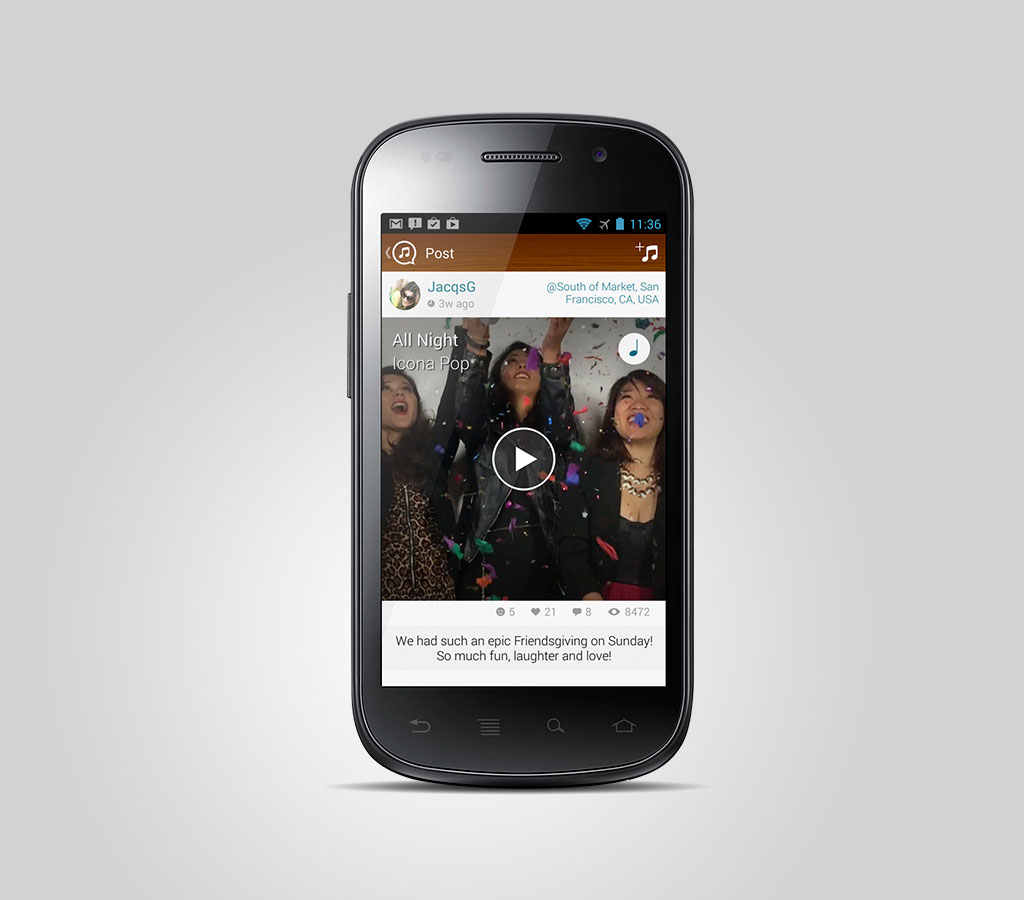 11:36
Post
JacqsG
3w ago
@South of Market, San
Francisco, CA, USA
All Night
Icona Pop
5 21 8 8472
We had such an epic Friendsgiving on Sunday!
So much fun, laughter and love!